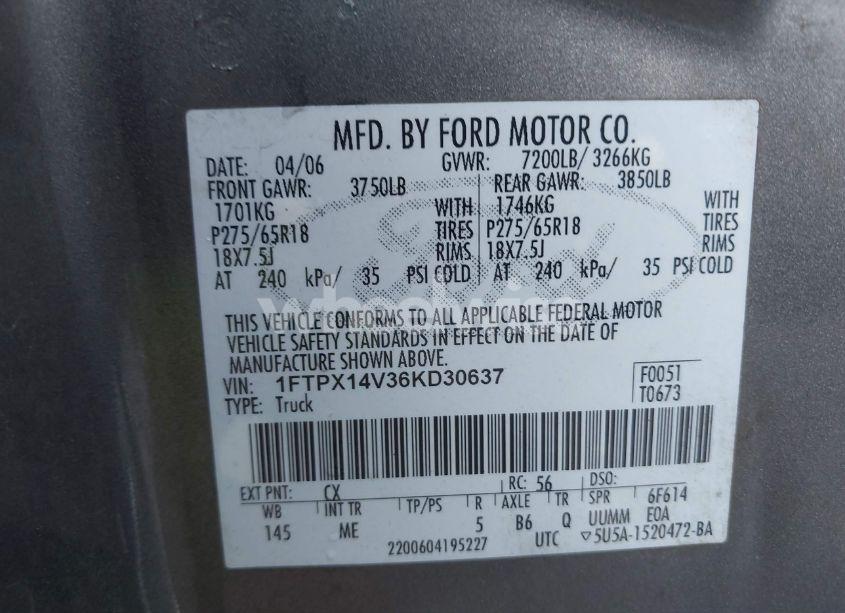 MFD. BY FORD MOTOR CO.
DATE: 04/06 GVWR: 7200LB/ 3266KG
FRONT GAWR: 3750LB REAR GAWR: 3850LB
1701KG WITH 1746KG WITH
P275/65R18 TIRES P275/65R18 TIRES
18X7.5J RIMS 18X7.5J RIMS
AT 240 kPa/ 35 PSI COLD AT 240 kPa/ 35 PSI COLD
THIS VEHICLE CONFORMS TO ALL APPLICABLE FEDERAL MOTOR
VEHICLE SAFETY STANDARDS IN EFFECT ON THE DATE OF
MANUFACTURE SHOWN ABOVE.
VIN: 1FTPX14V36KD30637 F0051
TYPE: Truck T0673
EXT PNT: CX RC: 56 DSO:
WB INT TR TP/PS R AXLE TR SPR 6F614
145 ME 5 B6 Q UUMM EOA
2200604195227 UTC ▽5U5A-1520472-BA